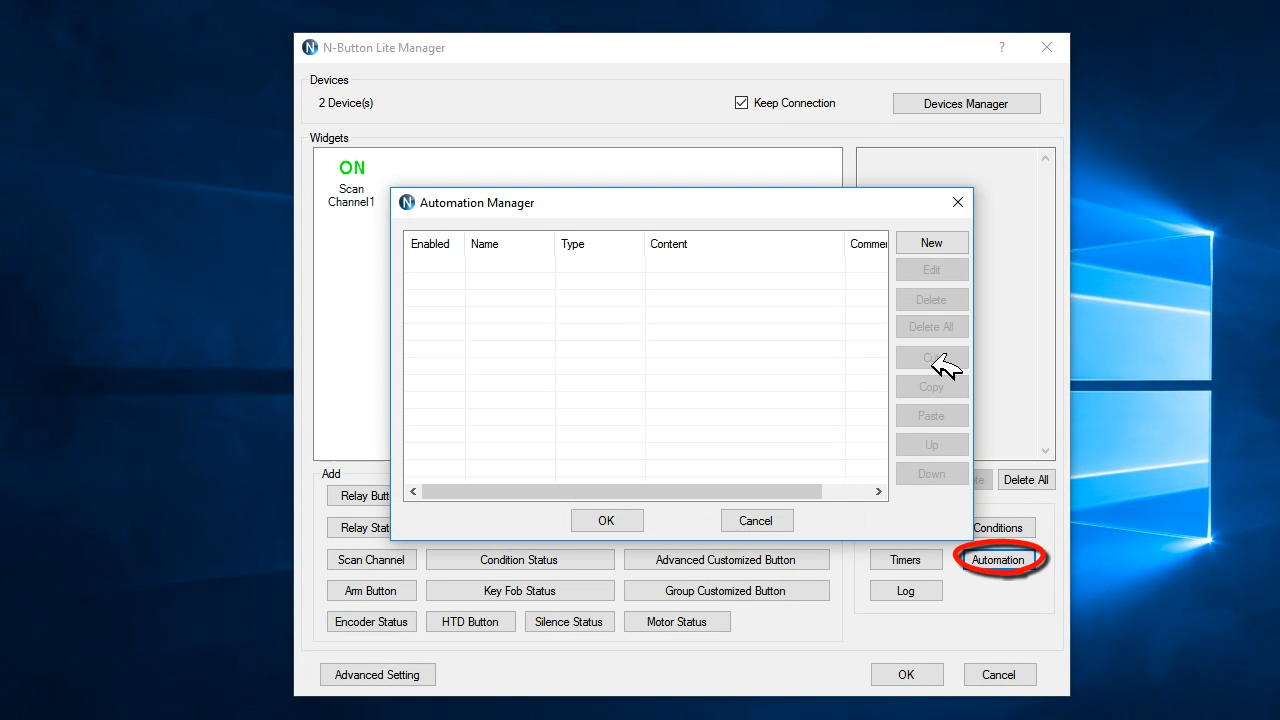 N-Button Lite Manager
Devices
2 Device(s)
Keep Connection
Devices Manager
Widgets
ON
Scan
Channel1
Automation Manager
Enabled Name Type Content
New
Edit
Delete
Delete All
Copy
Paste
Up
Down
OK Cancel
Add
Delete All
Relay
Relay
Conditions
Scan Channel Condition Status Advanced Customized Button Timers Automation
Arm Button Key Fob Status Group Customized Button Log
Encoder Status HTD Button Silence Status Motor Status
Advanced Setting OK Cancel